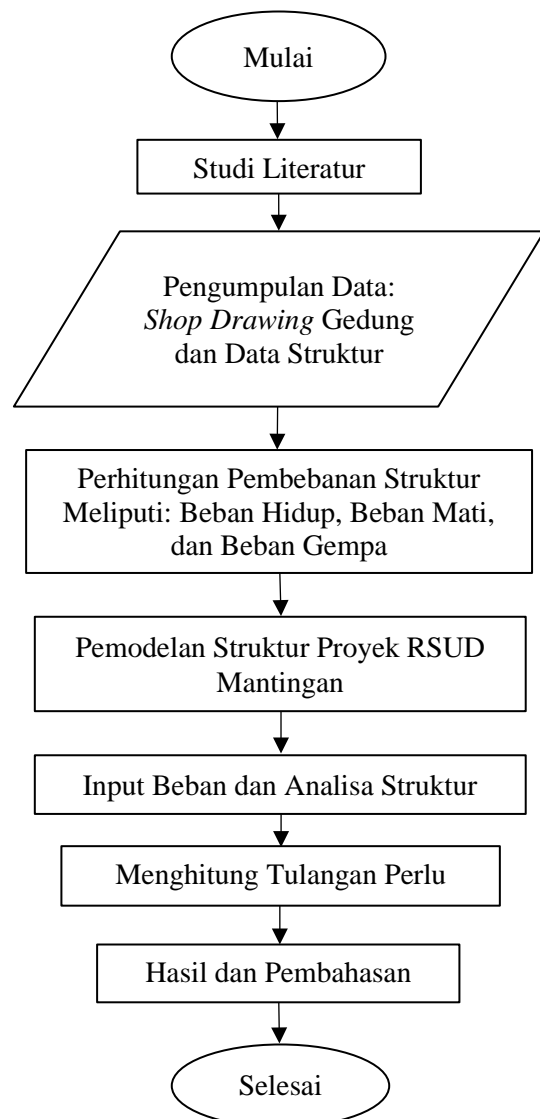 Mulai
Studi Literatur
Pengumpulan Data:
Shop Drawing Gedung
dan Data Struktur
Perhitungan Pembebanan Struktur
Meliputi: Beban Hidup, Beban Mati,
dan Beban Gempa
Pemodelan Struktur Proyek RSUD
Mantingan
Input Beban dan Analisa Struktur
Menghitung Tulangan Perlu
Hasil dan Pembahasan
Selesai